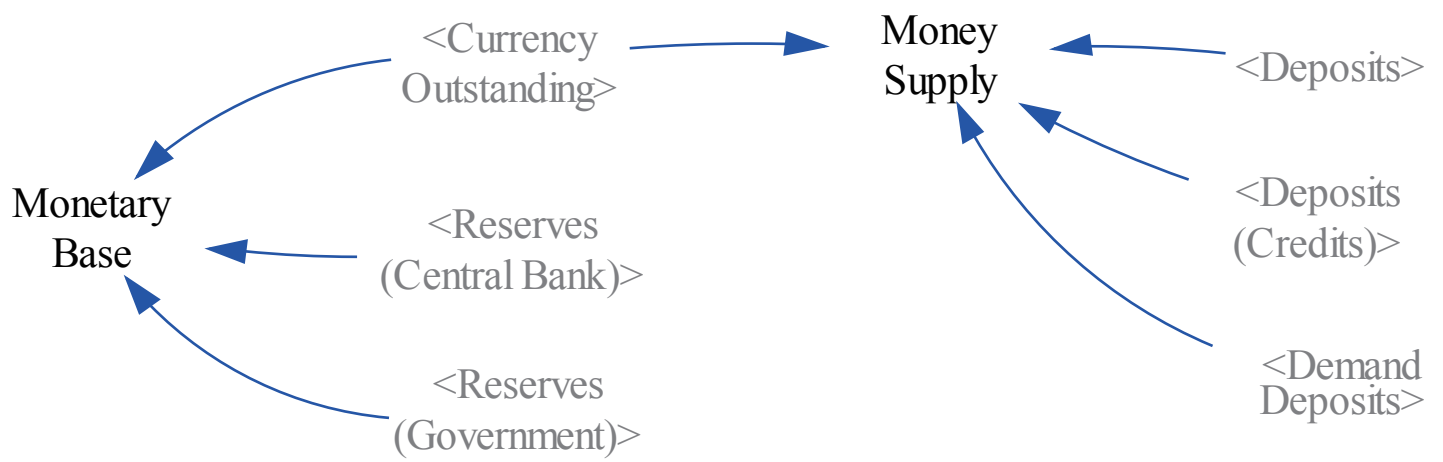 <Currency
Outstanding>
Money
Supply
<Deposits>
Monetary
Base
<Reserves
(Central Bank)>
<Deposits
(Credits)>
<Reserves
(Government)>
<Demand
Deposits>